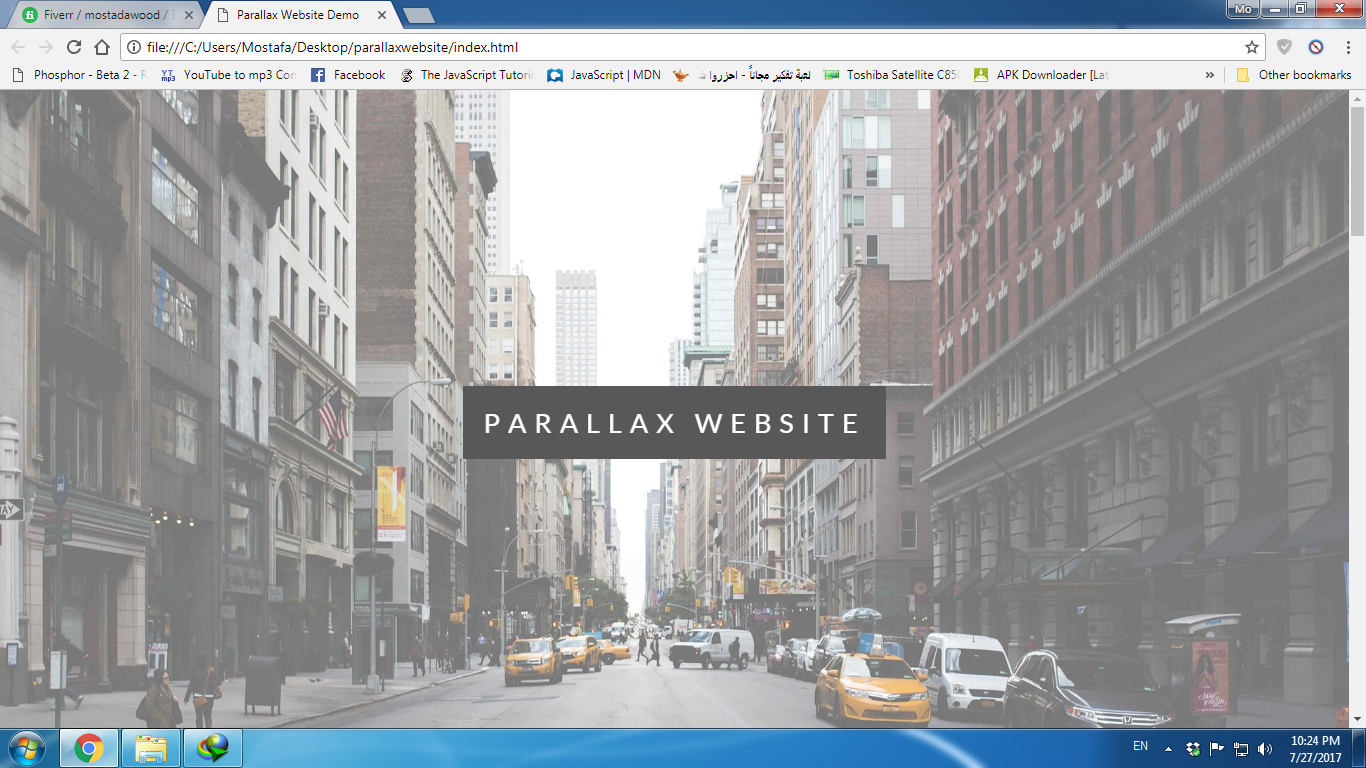 Fiverr / mostadawood /
Parallax Website Demo
Mo
file:///C:/Users/Mostafa/Desktop/parallaxwebsite/index.html
Phosphor - Beta 2 - R
YouTube to mp3 Con
Facebook
The JavaScript Tutoria
JavaScript | MDN
لعبة تفكير مجاناً - احزروا ش
Toshiba Satellite C850
APK Downloader [Lat
»
Other bookmarks
PARALLAX WEBSITE
EN
10:24 PM
7/27/2017